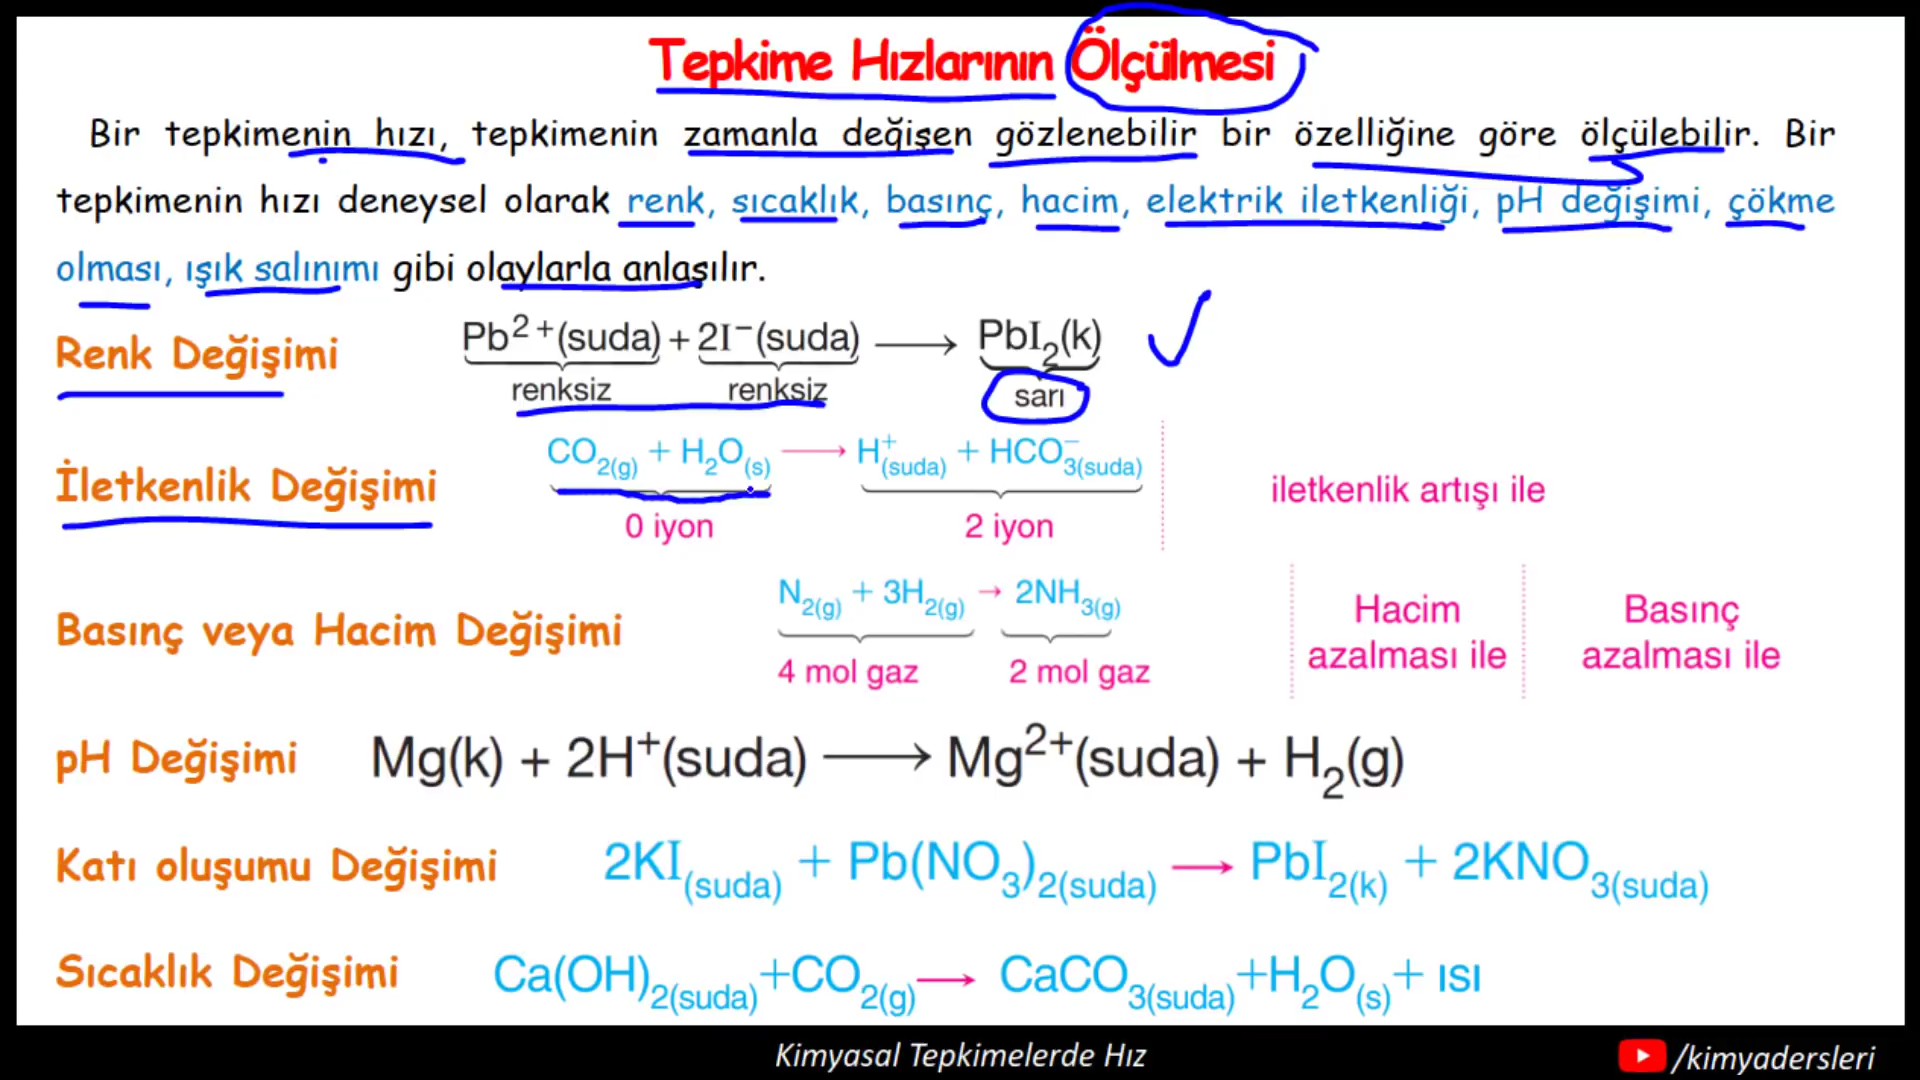 Tepkime Hızlarının Ölçülmesi
Bir tepkimenin hızı, tepkimenin zamanla değişen gözlenebilir bir özelliğine göre ölçülebilir. Bir
tepkimenin hızı deneysel olarak renk, sıcaklık, basınç, hacim, elektrik iletkenliği, pH değişimi, çökme
olması, ışık salınımı gibi olaylarla anlaşılır.
Renk Değişimi Pb²⁺(suda) + 2I⁻(suda) ⟶ PbI₂(k)
renksiz renksiz sarı
İletkenlik Değişimi CO₂(g) + H₂O(s) ⟶ H⁺(suda) + HCO₃⁻(suda) iletkenlik artışı ile
0 iyon 2 iyon
Basınç veya Hacim Değişimi N₂(g) + 3H₂(g) → 2NH₃(g) Hacim azalması ile Basınç azalması ile
4 mol gaz 2 mol gaz
pH Değişimi Mg(k) + 2H⁺(suda) ⟶ Mg²⁺(suda) + H₂(g)
Katı oluşumu Değişimi 2KI(suda) + Pb(NO₃)₂(suda) ⟶ PbI₂(k) + 2KNO₃(suda)
Sıcaklık Değişimi Ca(OH)₂(suda)+CO₂(g) ⟶ CaCO₃(suda)+H₂O(s)+ ısı
Kimyasal Tepkimelerde Hız
/kimyadersleri